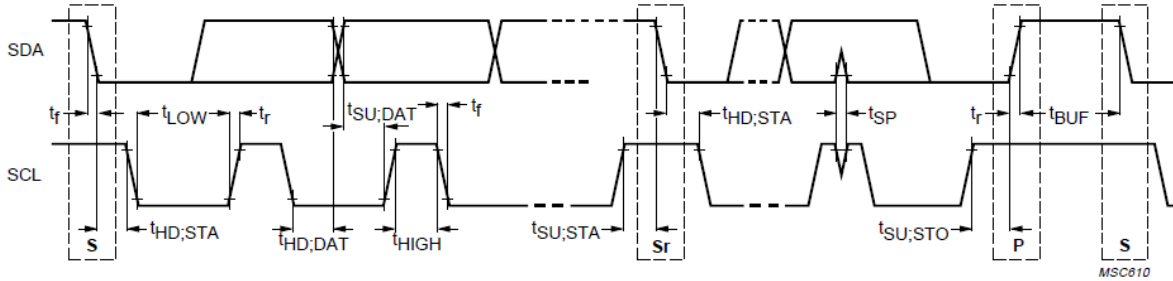 SDA
tf tLOW tr tSU;DAT tf tHD;STA tSP tr tBUF
SCL
tHD;STA tHD;DAT tHIGH tSU;STA tSU;STO
S Sr P S
MSC610